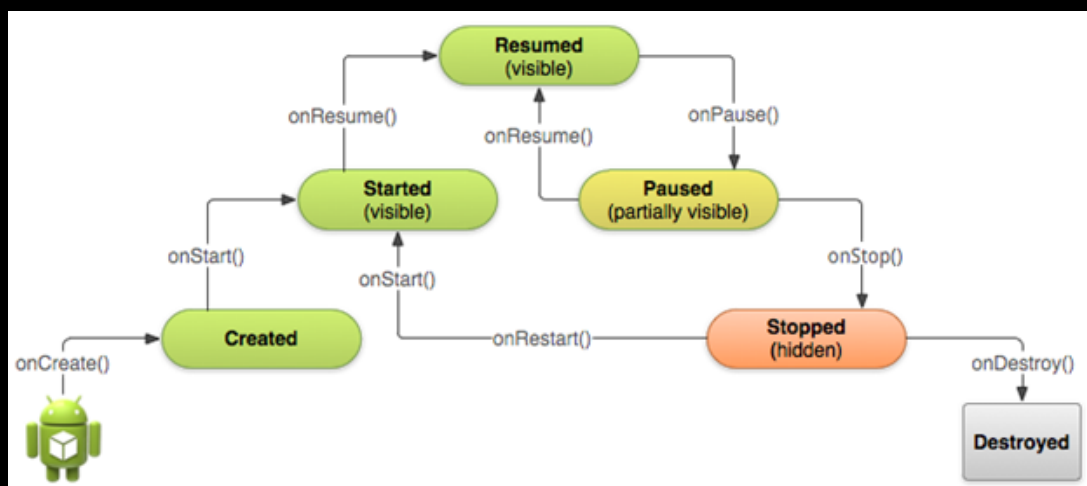 Resumed
(visible)
onResume()
onResume()
onPause()
Started
(visible)
Paused
(partially visible)
onStart()
onStart()
onStop()
Created
onRestart()
Stopped
(hidden)
onCreate()
onDestroy()
Destroyed